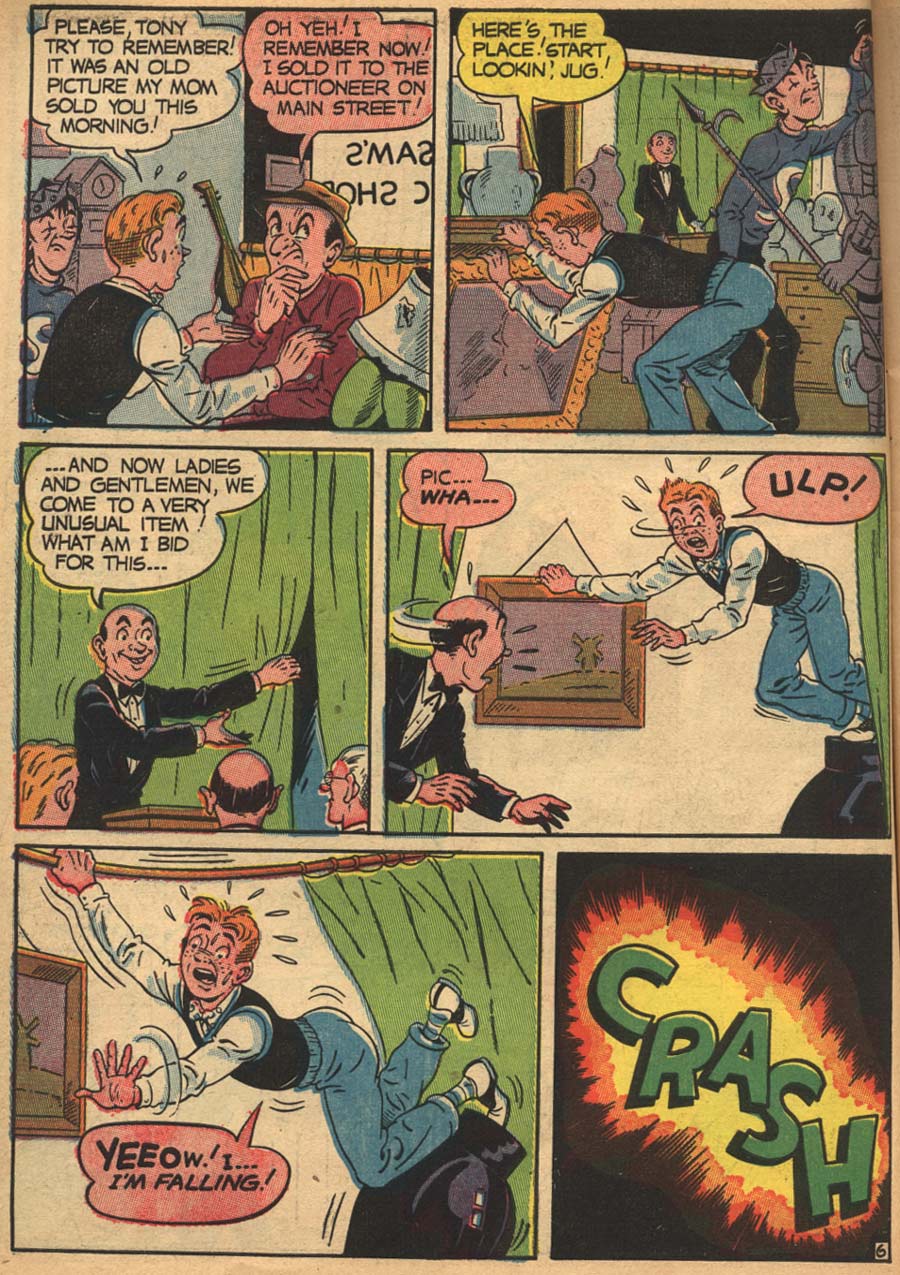 PLEASE, TONY
TRY TO REMEMBER!
IT WAS AN OLD
PICTURE MY MOM
SOLD YOU THIS
MORNING!
OH YEH! I
REMEMBER NOW!
I SOLD IT TO THE
AUCTIONEER ON
MAIN STREET!
SAM'S
C SHOP
S
HERE'S THE
PLACE! START
LOOKIN', JUG!
S
...AND NOW LADIES
AND GENTLEMEN, WE
COME TO A VERY
UNUSUAL ITEM!
WHAT AM I BID
FOR THIS...
PIC...
WHA---
ULP!
YEEOW! I...
I'M FALLING!
CRASH
6